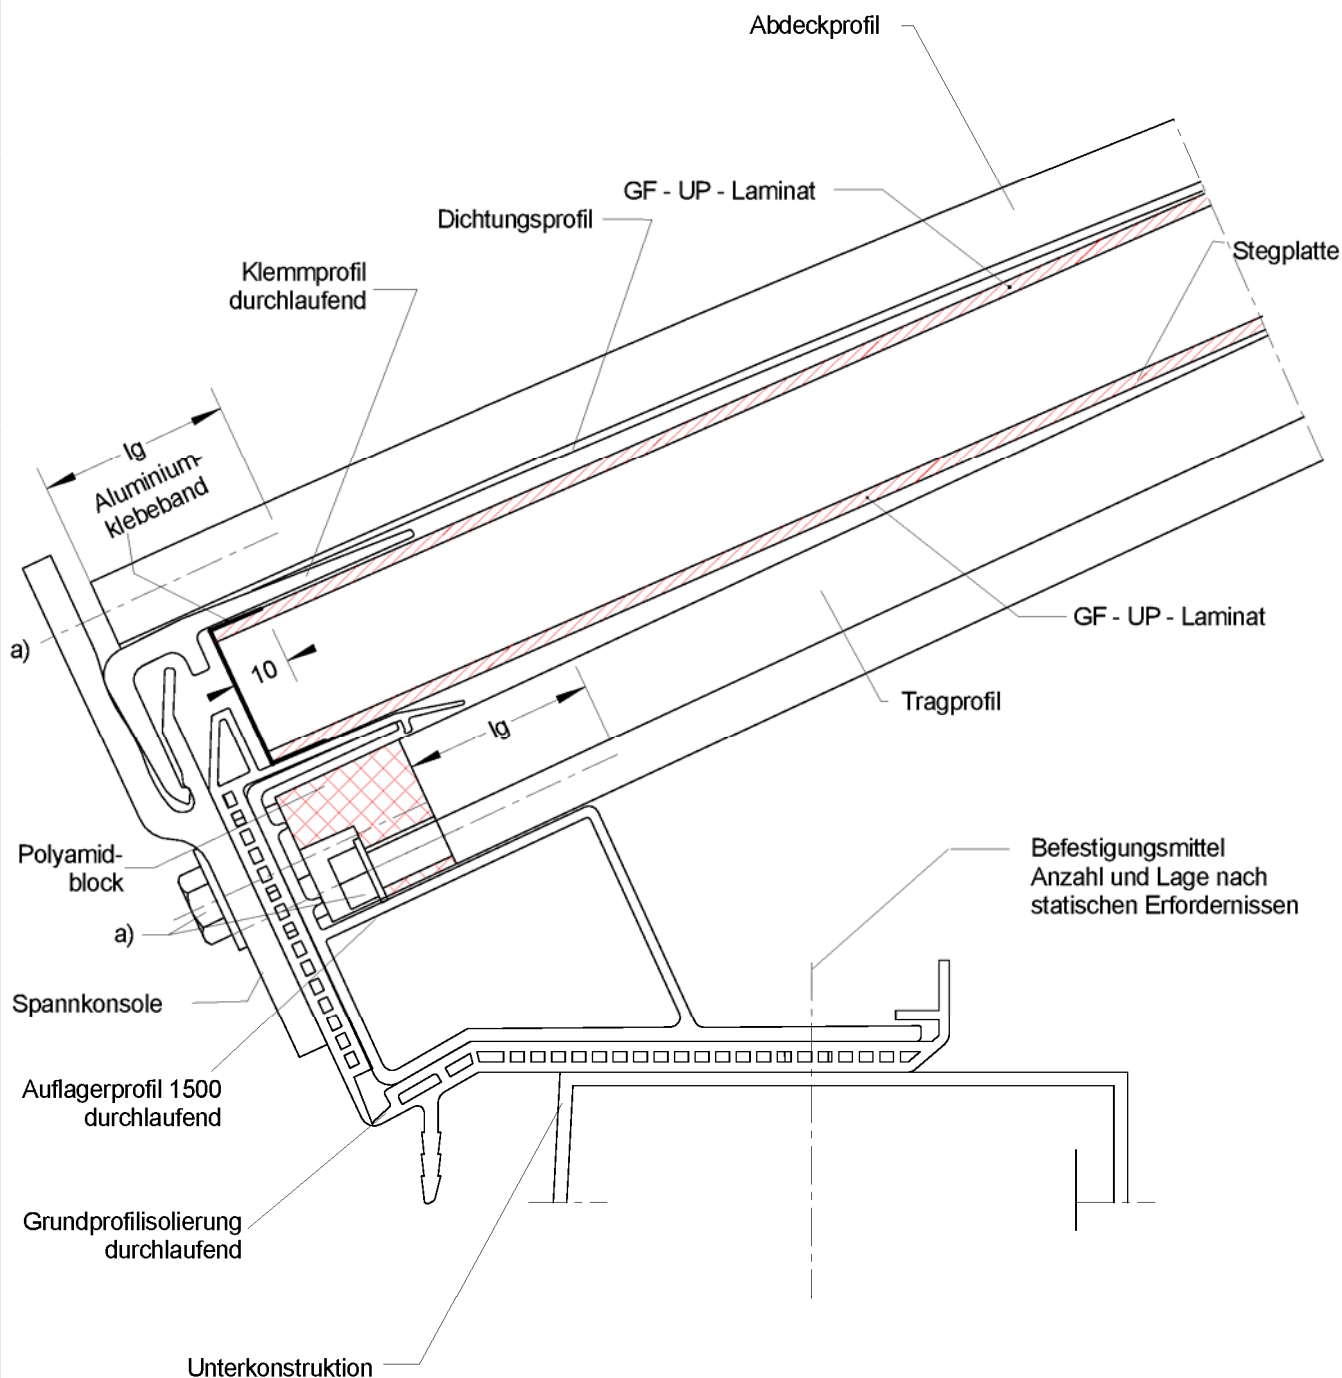 Abdeckprofil
GF - UP - Laminat
Dichtungsprofil
Stegplatte
Klemmprofil
durchlaufend
lg
Aluminium-
klebeband
GF - UP - Laminat
a)
10
Tragprofil
lg
Polyamid-
block
Befestigungsmittel
Anzahl und Lage nach
statischen Erfordernissen
a)
Spannkonsole
Auflagerprofil 1500
durchlaufend
Grundprofilisolierung
durchlaufend
Unterkonstruktion